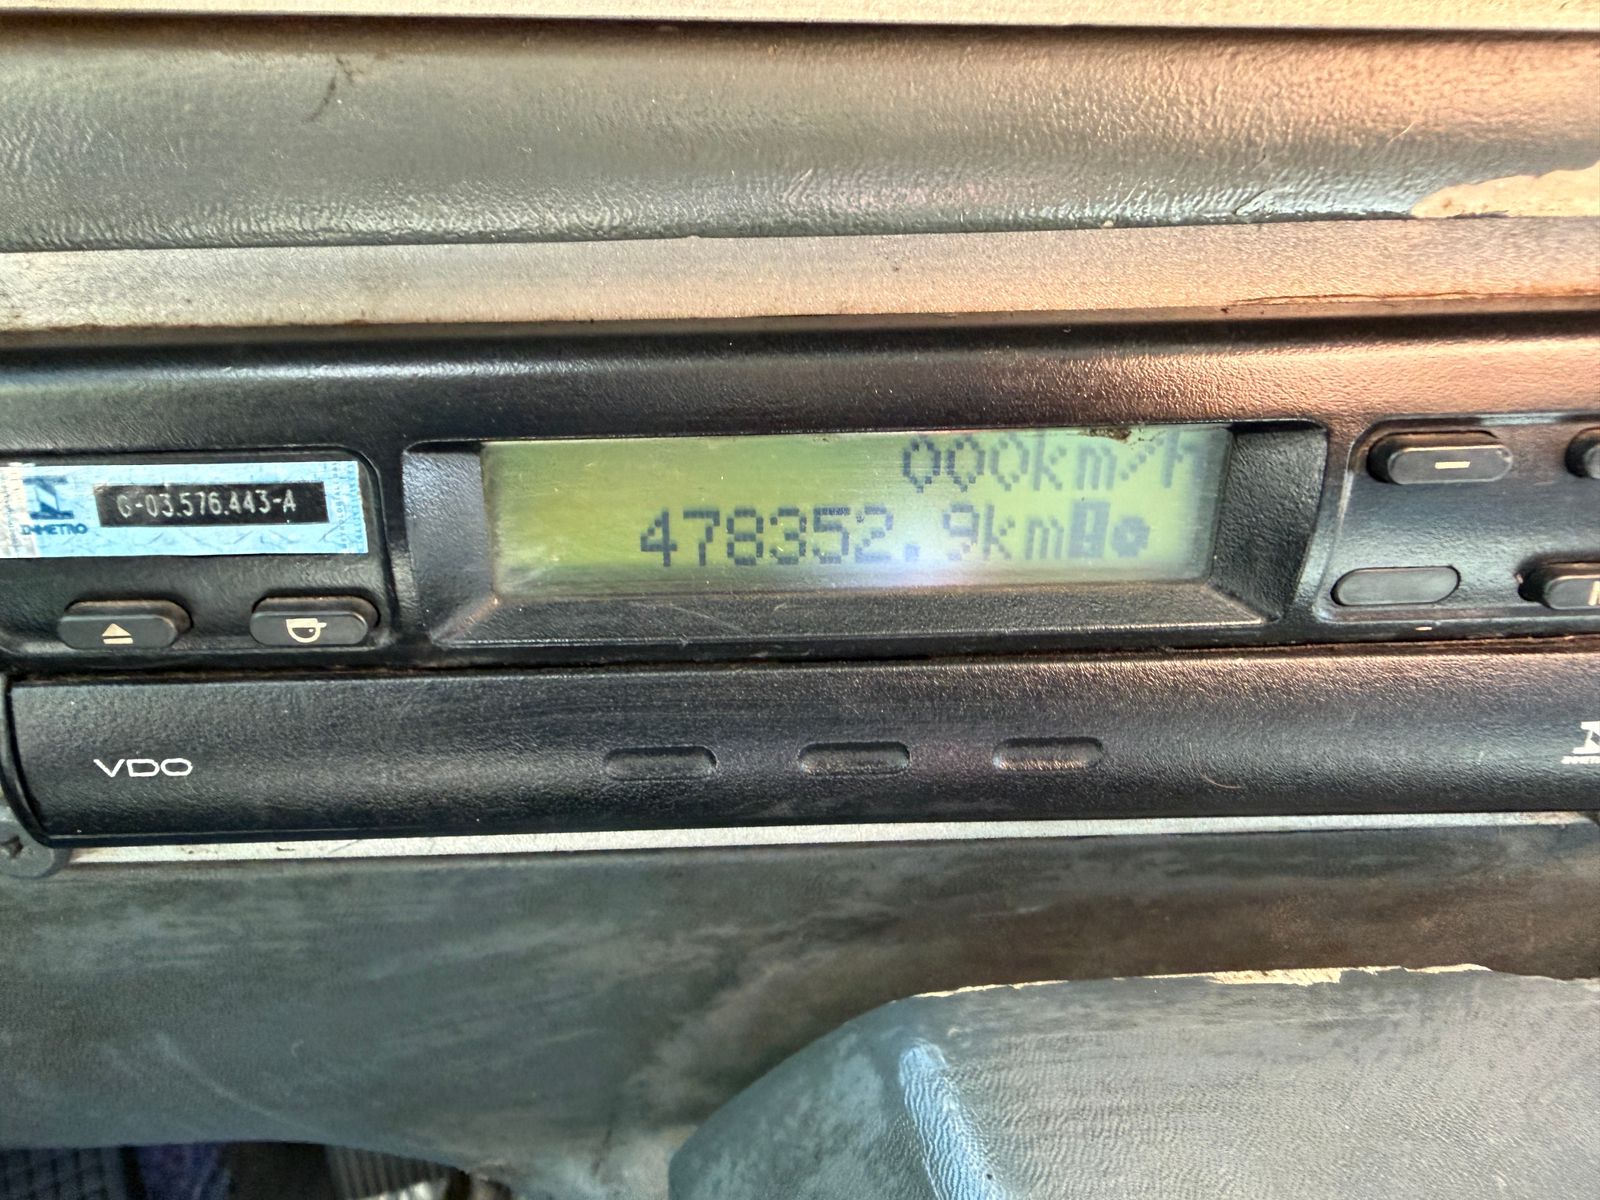 000km/h
INMETRO G-03.576.443-A
478352.9km
VDO